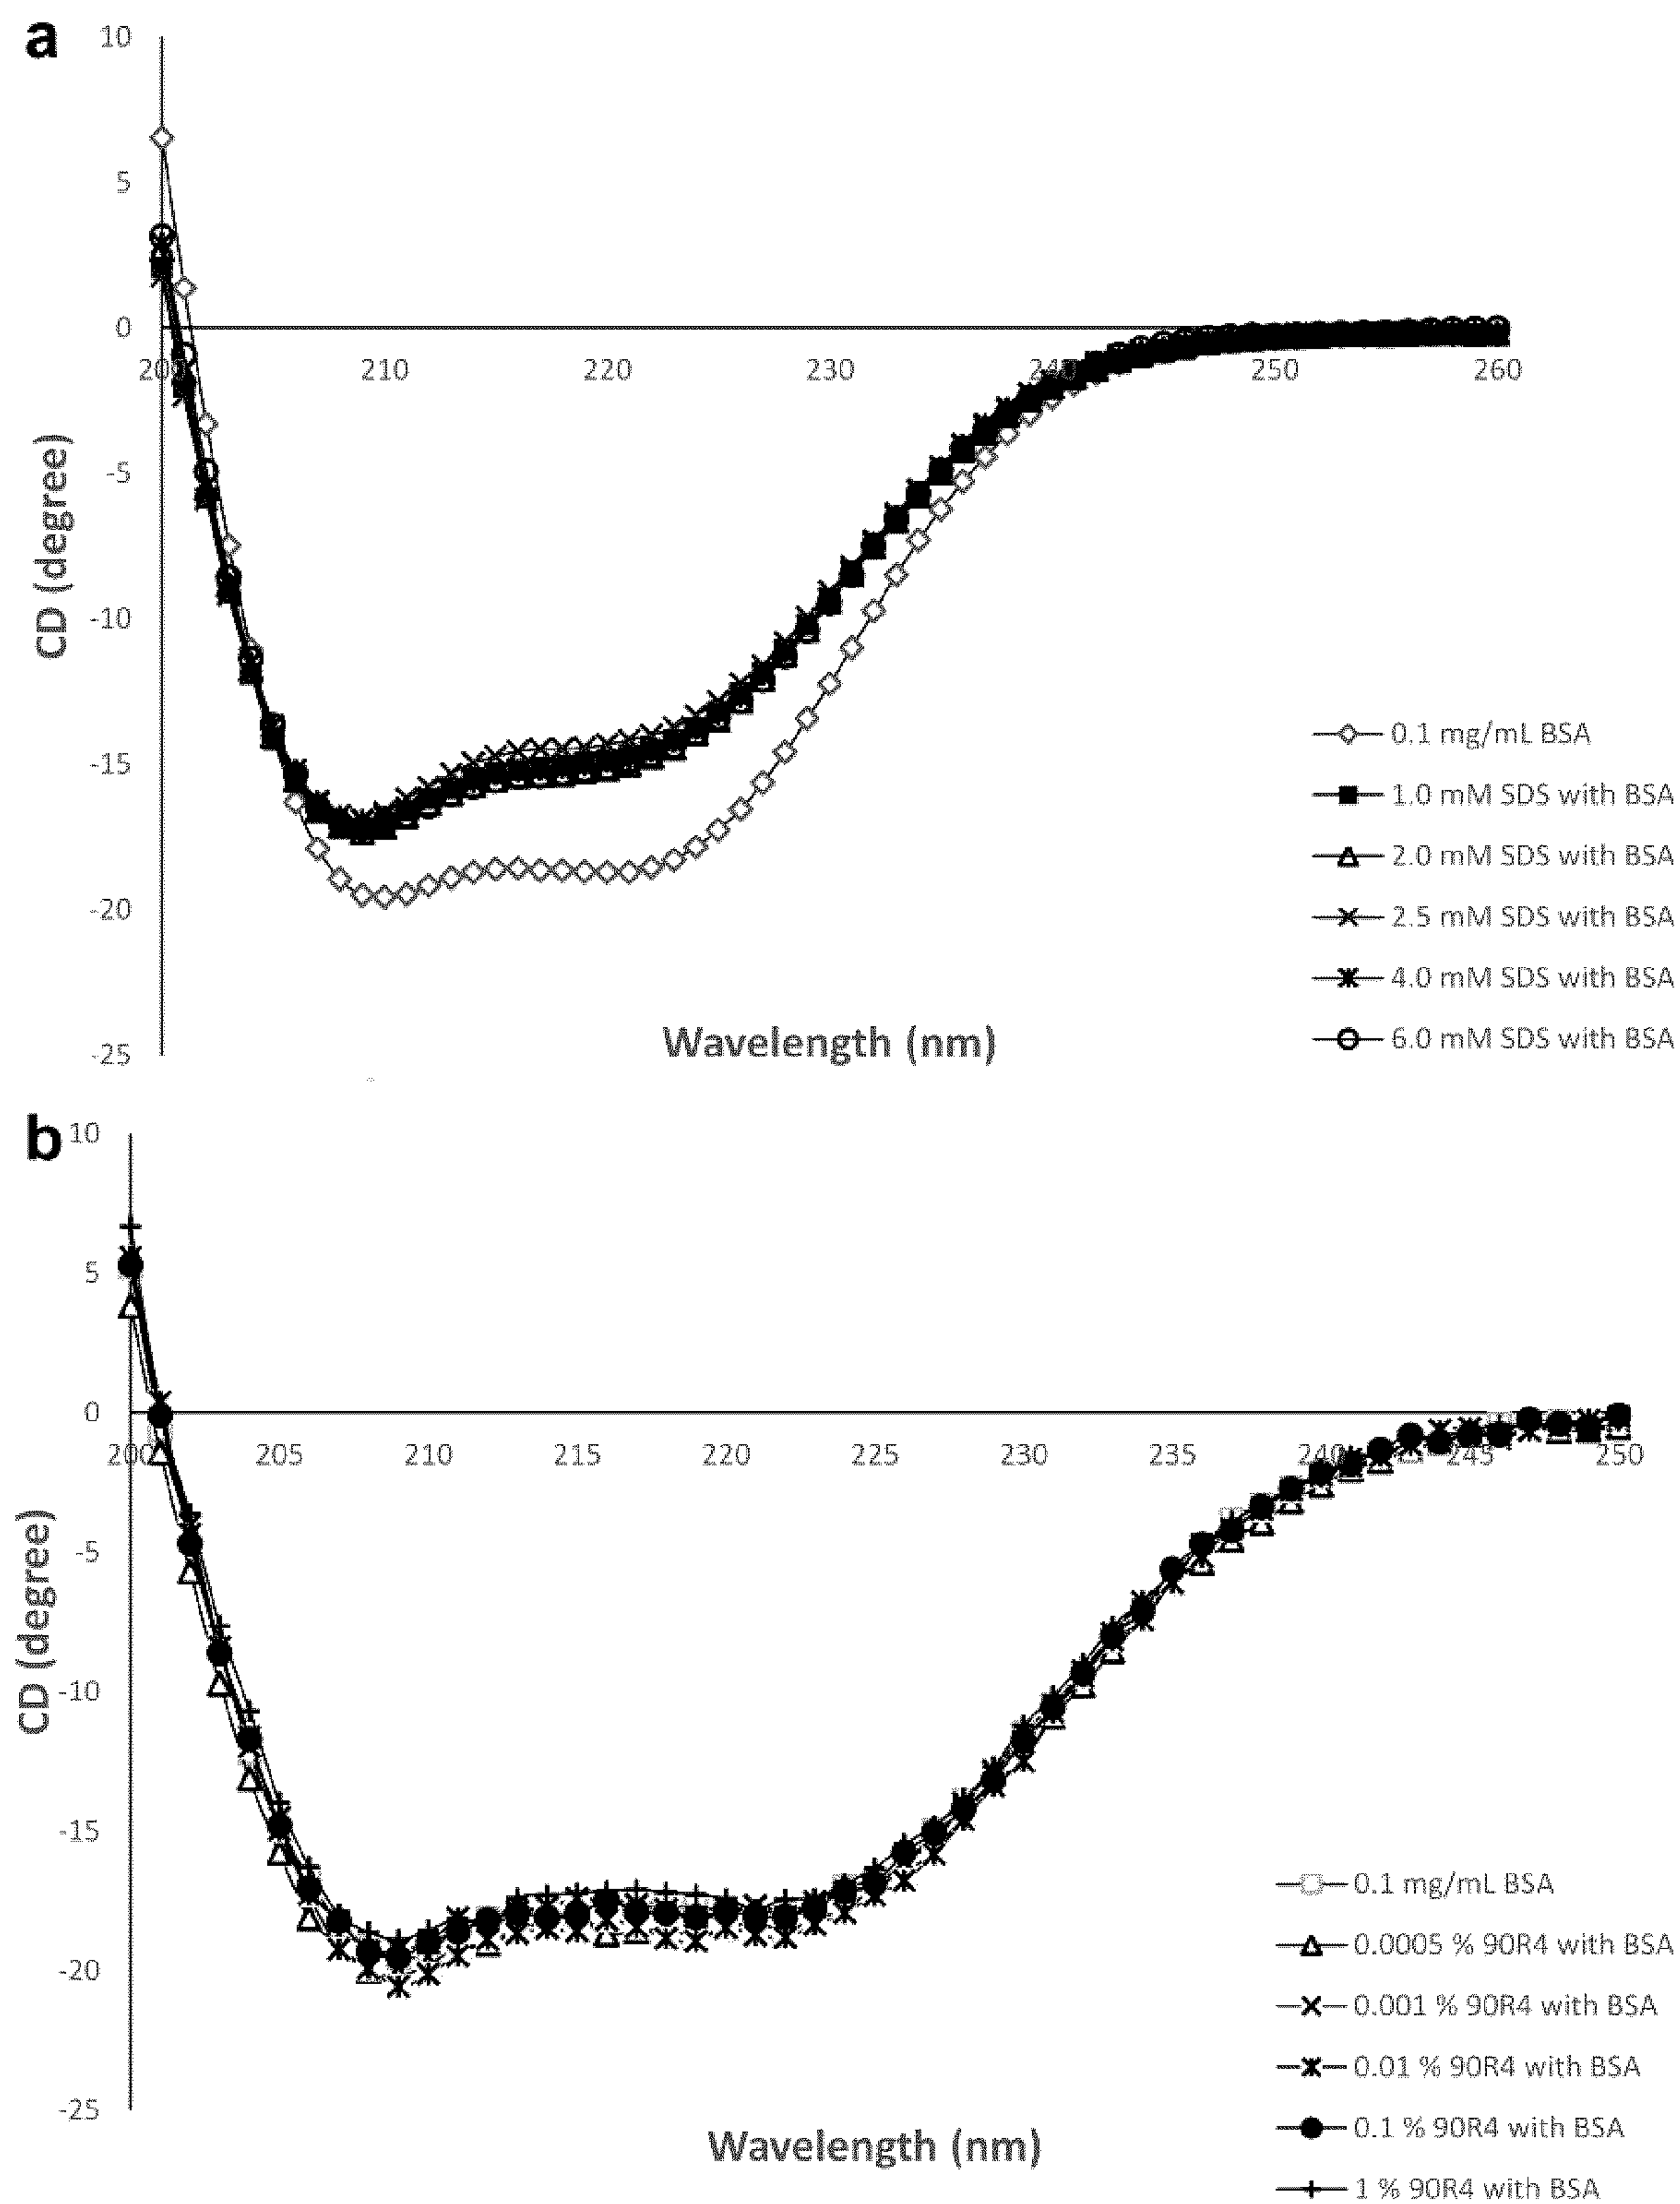 a
10
5
0
200 210 220 230 240 250 260
-5
-10
-15
-20
-25
CD (degree)
Wavelength (nm)
0.1 mg/mL BSA
1.0 mM SDS with BSA
2.0 mM SDS with BSA
2.5 mM SDS with BSA
4.0 mM SDS with BSA
6.0 mM SDS with BSA
b
10
5
0
200 205 210 215 220 225 230 235 240 245 250
-5
-10
-15
-20
-25
CD (degree)
Wavelength (nm)
0.1 mg/mL BSA
0.0005 % 90R4 with BSA
0.001 % 90R4 with BSA
0.01 % 90R4 with BSA
0.1 % 90R4 with BSA
1 % 90R4 with BSA